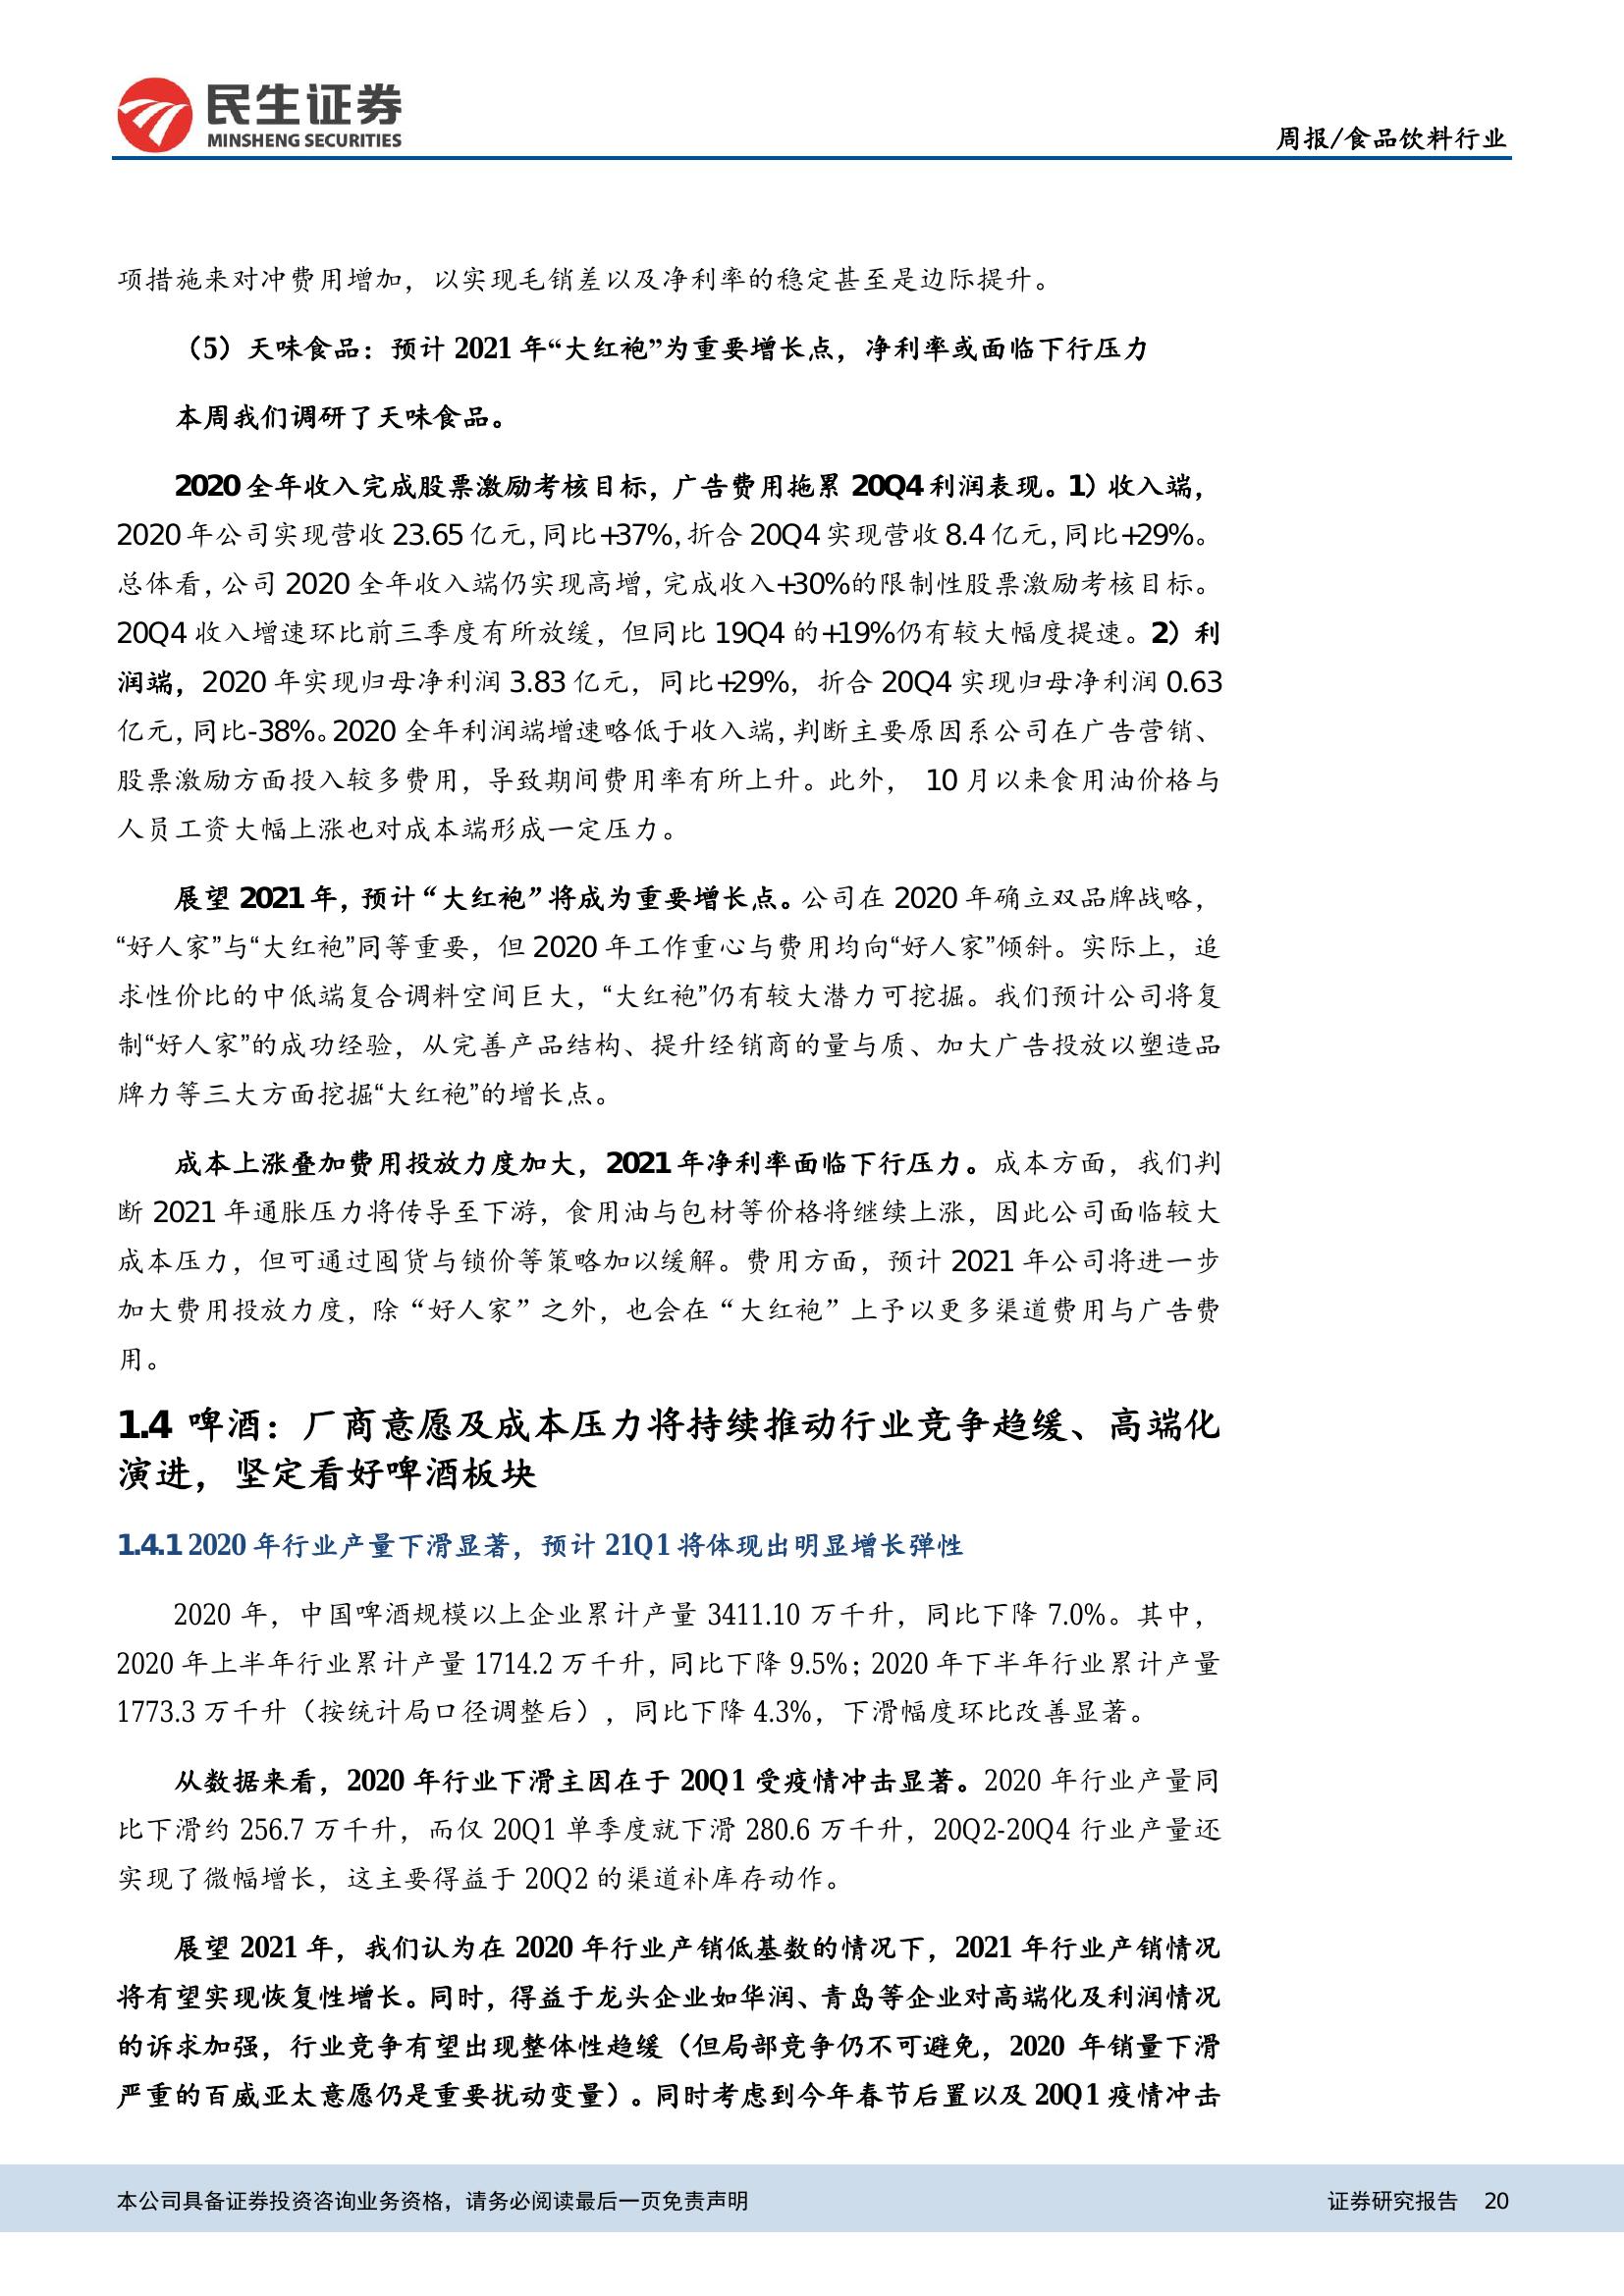 民生证券
MINSHENG SECURITIES
周报/食品饮料行业
项措施来对冲费用增加，以实现毛销差以及净利率的稳定甚至是边际提升。
（5）天味食品：预计 2021 年“大红袍”为重要增长点，净利率或面临下行压力
本周我们调研了天味食品。
2020 全年收入完成股票激励考核目标，广告费用拖累 20Q4 利润表现。1）收入端，
2020 年公司实现营收 23.65 亿元，同比+37%，折合 20Q4 实现营收 8.4 亿元，同比+29%。
总体看，公司 2020 全年收入端仍实现高增，完成收入+30%的限制性股票激励考核目标。
20Q4 收入增速环比前三季度有所放缓，但同比 19Q4 的+19%仍有较大幅度提速。2）利
润端，2020 年实现归母净利润 3.83 亿元，同比+29%，折合 20Q4 实现归母净利润 0.63
亿元，同比-38%。2020 全年利润端增速略低于收入端，判断主要原因系公司在广告营销、
股票激励方面投入较多费用，导致期间费用率有所上升。此外， 10 月以来食用油价格与
人员工资大幅上涨也对成本端形成一定压力。
展望 2021 年，预计“大红袍”将成为重要增长点。公司在 2020 年确立双品牌战略，
“好人家”与“大红袍”同等重要，但 2020 年工作重心与费用均向“好人家”倾斜。实际上，追
求性价比的中低端复合调料空间巨大，“大红袍”仍有较大潜力可挖掘。我们预计公司将复
制“好人家”的成功经验，从完善产品结构、提升经销商的量与质、加大广告投放以塑造品
牌力等三大方面挖掘“大红袍”的增长点。
成本上涨叠加费用投放力度加大，2021 年净利率面临下行压力。成本方面，我们判
断 2021 年通胀压力将传导至下游，食用油与包材等价格将继续上涨，因此公司面临较大
成本压力，但可通过囤货与锁价等策略加以缓解。费用方面，预计 2021 年公司将进一步
加大费用投放力度，除“好人家”之外，也会在“大红袍”上予以更多渠道费用与广告费
用。
1.4 啤酒：厂商意愿及成本压力将持续推动行业竞争趋缓、高端化
演进，坚定看好啤酒板块
1.4.1 2020 年行业产量下滑显著，预计 21Q1 将体现出明显增长弹性
2020 年，中国啤酒规模以上企业累计产量 3411.10 万千升，同比下降 7.0%。其中，
2020 年上半年行业累计产量 1714.2 万千升，同比下降 9.5%；2020 年下半年行业累计产量
1773.3 万千升（按统计局口径调整后），同比下降 4.3%，下滑幅度环比改善显著。
从数据来看，2020 年行业下滑主因在于 20Q1 受疫情冲击显著。2020 年行业产量同
比下滑约 256.7 万千升，而仅 20Q1 单季度就下滑 280.6 万千升，20Q2-20Q4 行业产量还
实现了微幅增长，这主要得益于 20Q2 的渠道补库存动作。
展望 2021 年，我们认为在 2020 年行业产销低基数的情况下，2021 年行业产销情况
将有望实现恢复性增长。同时，得益于龙头企业如华润、青岛等企业对高端化及利润情况
的诉求加强，行业竞争有望出现整体性趋缓（但局部竞争仍不可避免，2020 年销量下滑
严重的百威亚太意愿仍是重要扰动变量）。同时考虑到今年春节后置以及 20Q1 疫情冲击
本公司具备证券投资咨询业务资格，请务必阅读最后一页免责声明
证券研究报告 20